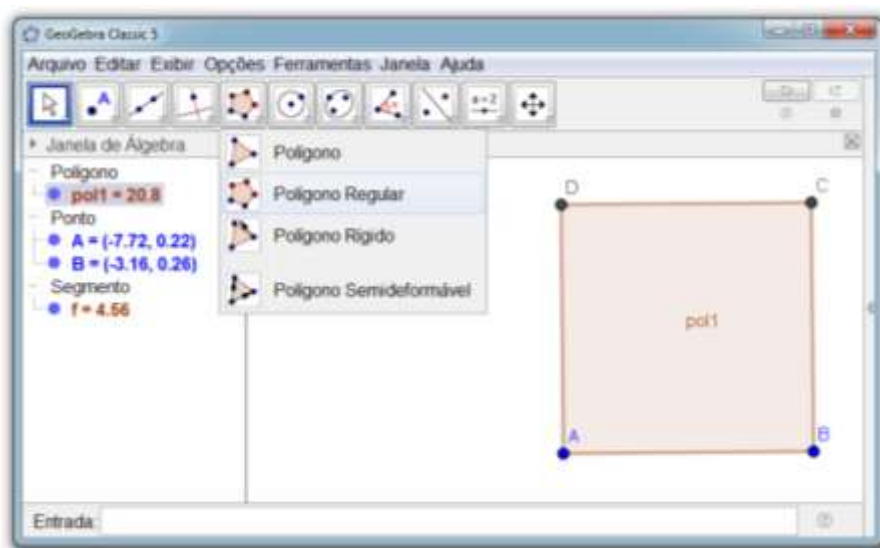 GeoGebra Classic 5
Arquivo Editar Exibir Opções Ferramentas Janela Ajuda
A
a=2
Janela de Álgebra
Polígono
pol1 = 20.8
Ponto
A = (-7.72, 0.22)
B = (-3.16, 0.26)
Segmento
f = 4.56
Polígono
Polígono Regular
Polígono Rígido
Polígono Semideformável
D
C
pol1
A
B
Entrada: